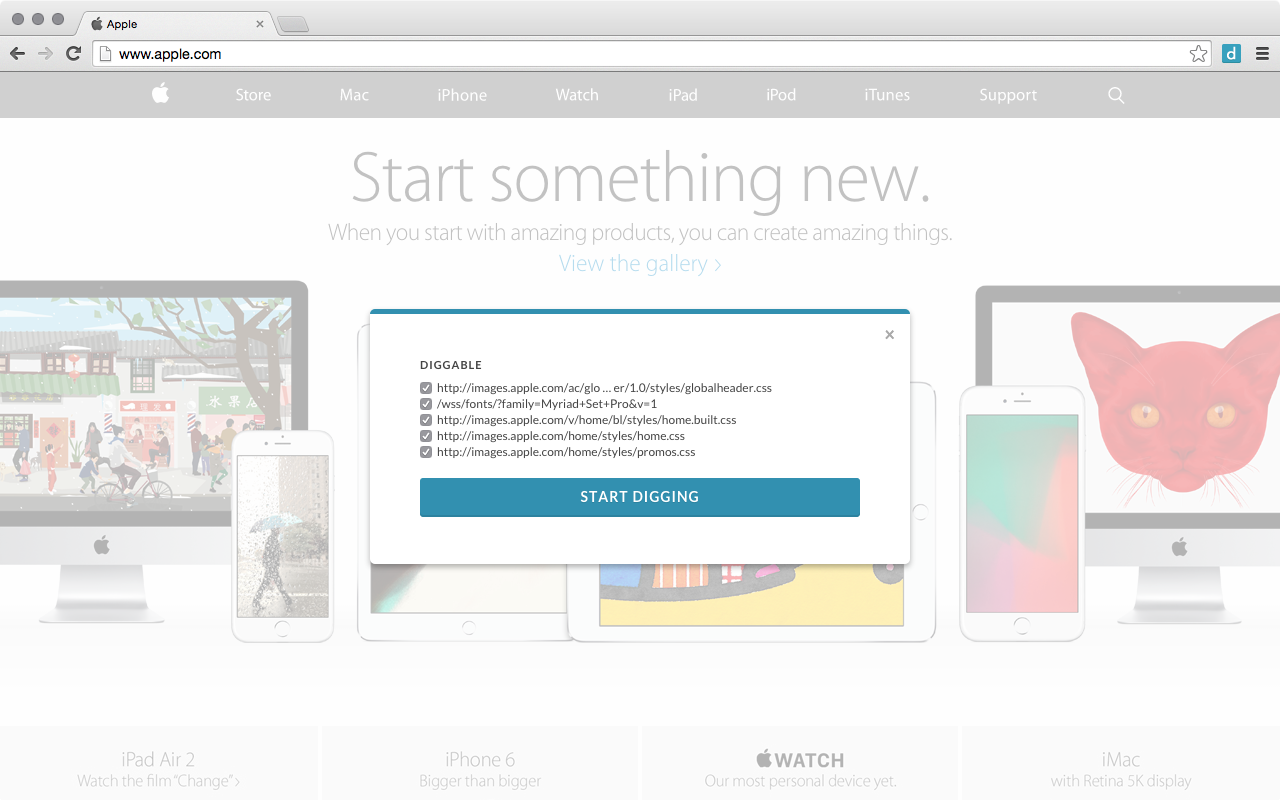 Apple
www.apple.com
d
Store Mac iPhone Watch iPad iPod iTunes Support
Start something new.
When you start with amazing products, you can create amazing things.
View the gallery ›
水果店
DIGGABLE
http://images.apple.com/ac/glo ... er/1.0/styles/globalheader.css
/wss/fonts/?family=Myriad+Set+Pro&v=1
http://images.apple.com/v/home/bl/styles/home.built.css
http://images.apple.com/home/styles/home.css
http://images.apple.com/home/styles/promos.css
START DIGGING
iPad Air 2
Watch the film “Change” ›
iPhone 6
Bigger than bigger
WATCH
Our most personal device yet.
iMac
with Retina 5K display